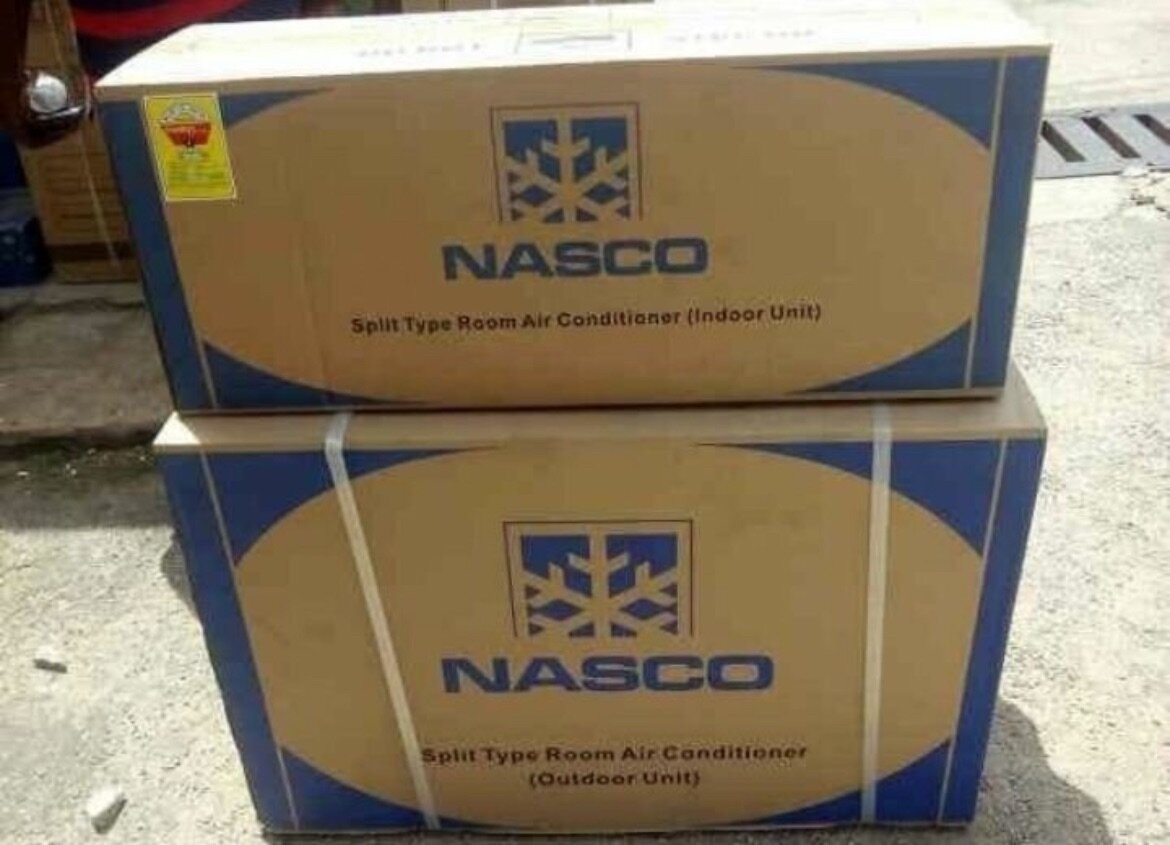 NASCO
Split Type Room Air Conditioner (Indoor Unit)
NASCO
Split Type Room Air Conditioner
(Outdoor Unit)